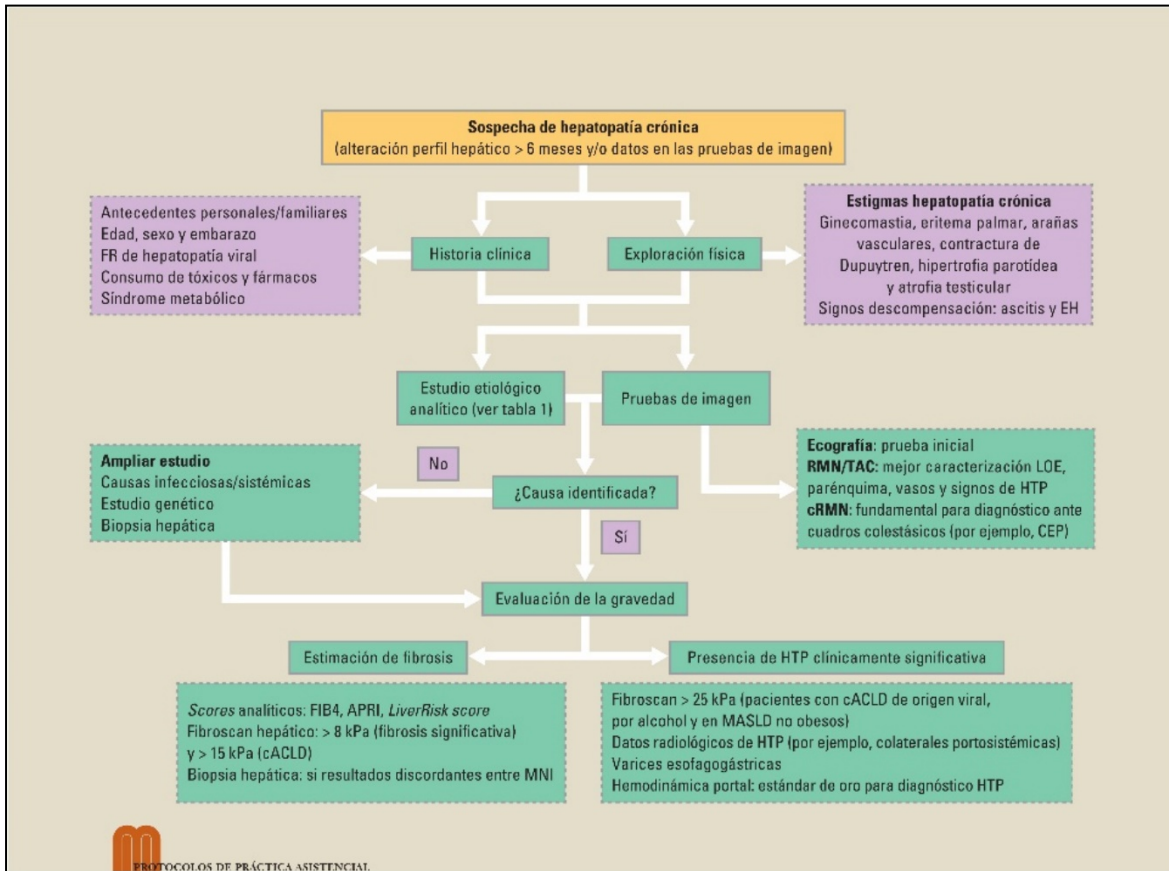 Sospecha de hepatopatía crónica
(alteración perfil hepático > 6 meses y/o datos en las pruebas de imagen)
Antecedentes personales/familiares
Edad, sexo y embarazo
FR de hepatopatía viral
Consumo de tóxicos y fármacos
Síndrome metabólico
Historia clínica
Exploración física
Estigmas hepatopatía crónica
Ginecomastia, eritema palmar, arañas
vasculares, contractura de
Dupuytren, hipertrofia parotídea
y atrofia testicular
Signos descompensación: ascitis y EH
Estudio etiológico
analítico (ver tabla 1)
Pruebas de imagen
Ecografía: prueba inicial
RMN/TAC: mejor caracterización LOE,
parénquima, vasos y signos de HTP
cRMN: fundamental para diagnóstico ante
cuadros colestásicos (por ejemplo, CEP)
¿Causa identificada?
No
Ampliar estudio
Causas infecciosas/sistémicas
Estudio genético
Biopsia hepática
Sí
Evaluación de la gravedad
Estimación de fibrosis
Scores analíticos: FIB4, APRI, LiverRisk score
Fibroscan hepático: > 8 kPa (fibrosis significativa)
y > 15 kPa (cACLD)
Biopsia hepática: si resultados discordantes entre MNI
Presencia de HTP clínicamente significativa
Fibroscan > 25 kPa (pacientes con cACLD de origen viral,
por alcohol y en MASLD no obesos)
Datos radiológicos de HTP (por ejemplo, colaterales portosistémicas)
Varices esofagogástricas
Hemodinámica portal: estándar de oro para diagnóstico HTP
PROTOCOLOS DE PRÁCTICA ASISTENCIAL